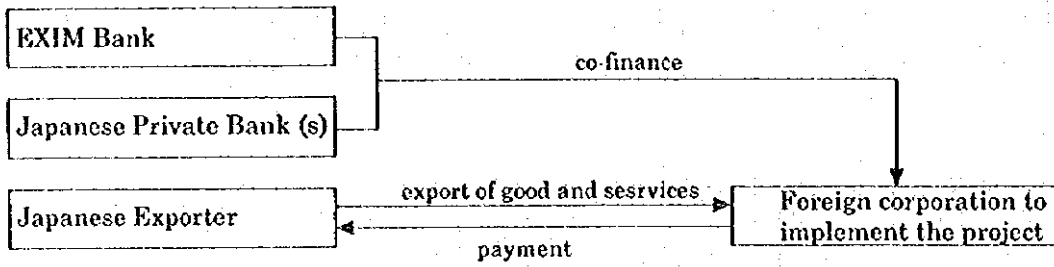 EXIM Bank
co-finance
Japanese Private Bank (s)
Japanese Exporter
export of good and sesrvices
payment
Foreign corporation to
implement the project